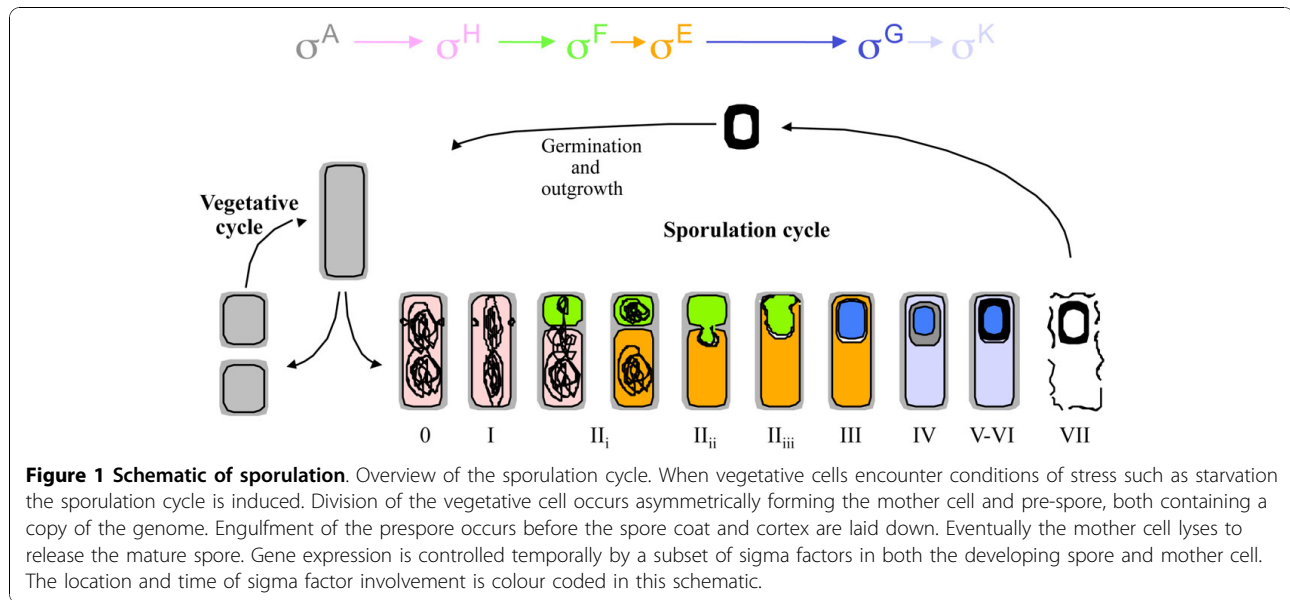 σA σH σF σE σG σK
Germination
and
outgrowth
Vegetative
cycle
Sporulation cycle
0 I IIi IIii IIiii III IV V-VI VII
Figure 1 Schematic of sporulation. Overview of the sporulation cycle. When vegetative cells encounter conditions of stress such as starvation
the sporulation cycle is induced. Division of the vegetative cell occurs asymmetrically forming the mother cell and pre-spore, both containing a
copy of the genome. Engulfment of the prespore occurs before the spore coat and cortex are laid down. Eventually the mother cell lyses to
release the mature spore. Gene expression is controlled temporally by a subset of sigma factors in both the developing spore and mother cell.
The location and time of sigma factor involvement is colour coded in this schematic.